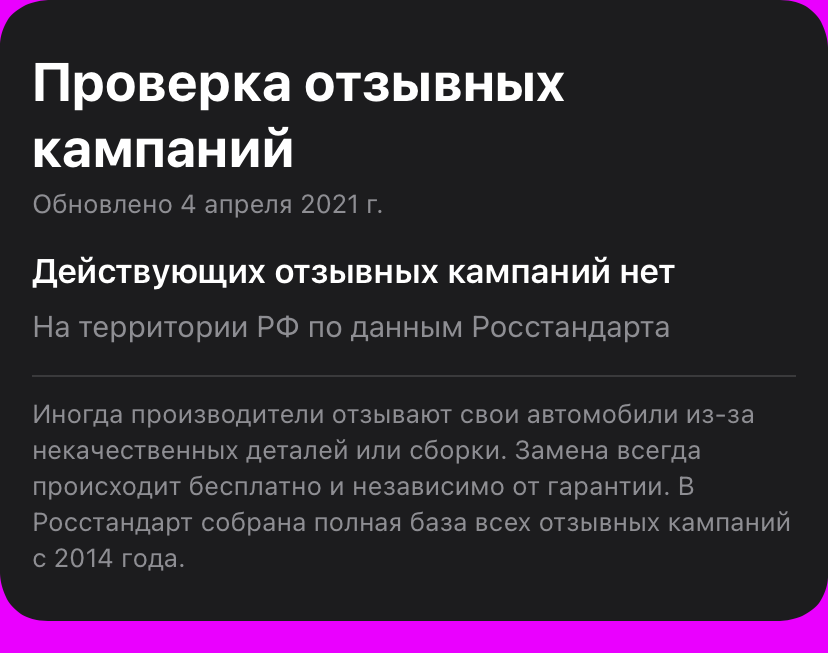 Проверка отзывных
кампаний
Обновлено 4 апреля 2021 г.
Действующих отзывных кампаний нет
На территории РФ по данным Росстандарта
Иногда производители отзывают свои автомобили из-за
некачественных деталей или сборки. Замена всегда
происходит бесплатно и независимо от гарантии. В
Росстандарт собрана полная база всех отзывных кампаний
с 2014 года.